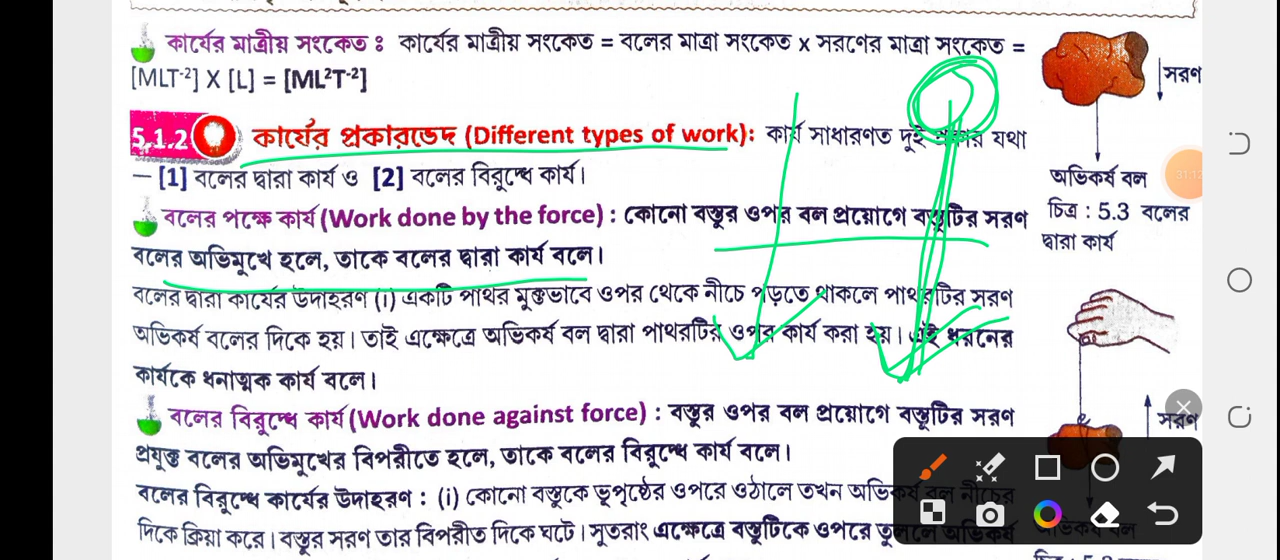 কার্যের মাত্রীয় সংকেত : কার্যের মাত্রীয় সংকেত = বলের মাত্রা সংকেত x সরণের মাত্রা সংকেত =
[MLT⁻²] X [L] = [ML²T⁻²]
সরণ
5.1.2 কার্যের প্রকারভেদ (Different types of work): কার্য সাধারণত দুই প্রকার যথা
— [1] বলের দ্বারা কার্য ও [2] বলের বিরুদ্ধে কার্য।
অভিকর্ষ বল
31:12
চিত্র : 5.3 বলের
দ্বারা কার্য
বলের পক্ষে কার্য (Work done by the force) : কোনো বস্তুর ওপর বল প্রয়োগে বস্তুটির সরণ
বলের অভিমুখে হলে, তাকে বলের দ্বারা কার্য বলে।
বলের দ্বারা কার্যের উদাহরণ (i) একটি পাথর মুক্তভাবে ওপর থেকে নীচে পড়তে থাকলে পাথরটির সরণ
অভিকর্ষ বলের দিকে হয়। তাই এক্ষেত্রে অভিকর্ষ বল দ্বারা পাথরটির ওপর কার্য করা হয়। এই ধরনের
কার্যকে ধনাত্মক কার্য বলে।
বলের বিরুদ্ধে কার্য (Work done against force) : বস্তুর ওপর বল প্রয়োগে বস্তুটির সরণ
প্রযুক্ত বলের অভিমুখের বিপরীতে হলে, তাকে বলের বিরুদ্ধে কার্য বলে।
সরণ
বলের বিরুদ্ধে কার্যের উদাহরণ : (i) কোনো বস্তুকে ভূপৃষ্ঠের ওপরে ওঠালে তখন অভিকর্ষ বল নীচের
দিকে ক্রিয়া করে। বস্তুর সরণ তার বিপরীত দিকে ঘটে। সুতরাং এক্ষেত্রে বস্তুটিকে ওপরে তুললে অভিকর্ষ
অভিকর্ষ বল